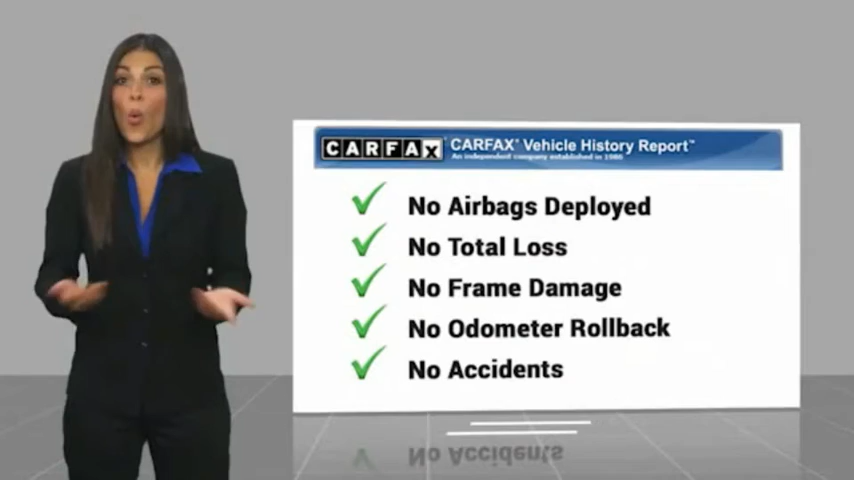 CARFAX CARFAX® Vehicle History Report™
An independent company established in 1986
No Airbags Deployed
No Total Loss
No Frame Damage
No Odometer Rollback
No Accidents
No Accidents